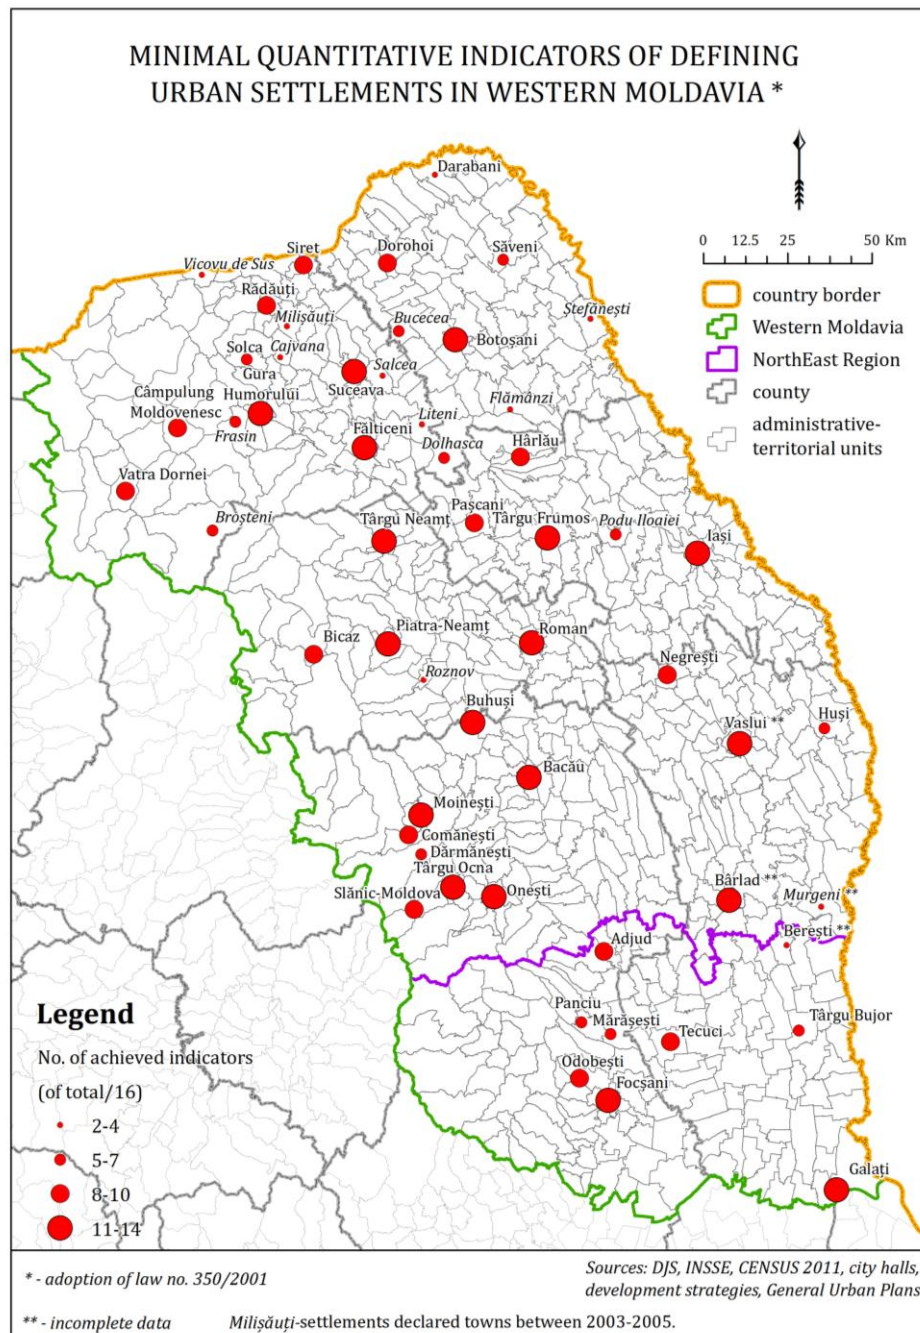 MINIMAL QUANTITATIVE INDICATORS OF DEFINING
URBAN SETTLEMENTS IN WESTERN MOLDAVIA *
Darabani
0 12.5 25 50 Km
Siret
Dorohoi
Săveni
Vicovu de Sus
country border
Rădăuți
Ștefănești
Milișăuți
Bucecea
Western Moldavia
Botoșani
Solca
Cajvana
NorthEast Region
Gura
Humorului
Salcea
Suceava
county
Câmpulung
Moldovenesc
Flămânzi
administrative-
territorial units
Frasin
Fălticeni
Liteni
Dolhasca
Hârlău
Vatra Dornei
Broșteni
Târgu Neamț
Pașcani
Târgu Frumos
Podu Iloaiei
Iași
Bicaz
Piatra-Neamț
Roman
Negrești
Roznov
Buhuși
Vaslui **
Huși
Bacău
Moinești
Comănești
Dărmănești
Târgu Ocna
Slănic-Moldova
Onești
Bârlad **
Murgeni **
Berești **
Adjud
Panciu
Mărășești
Tecuci
Târgu Bujor
Odobești
Focșani
Galați
Legend
No. of achieved indicators
(of total/16)
2-4
5-7
8-10
11-14
* - adoption of law no. 350/2001
Sources: DJS, INSSE, CENSUS 2011, city halls,
development strategies, General Urban Plans
** - incomplete data
Milișăuți-settlements declared towns between 2003-2005.